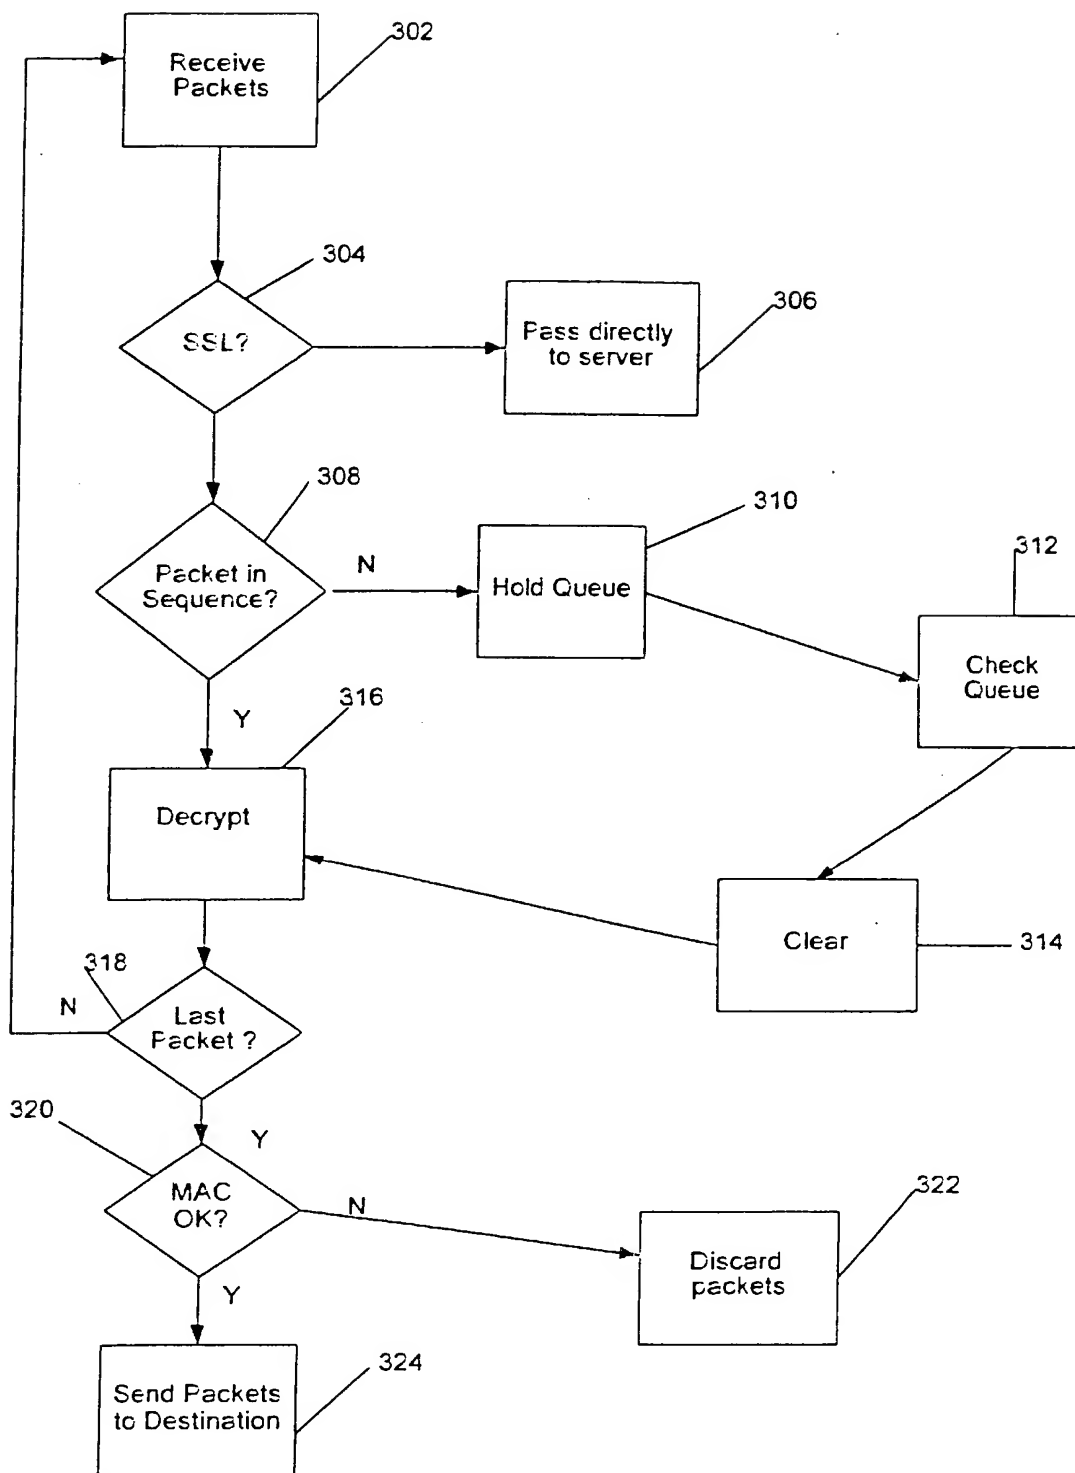 302
Receive
Packets
304
SSL?
306
Pass directly
to server
308
Packet in
Sequence?
N
310
Hold Queue
312
Check
Queue
Y
316
Decrypt
Clear
314
318
N
Last
Packet ?
320
Y
MAC
OK?
N
322
Discard
packets
Y
324
Send Packets
to Destination